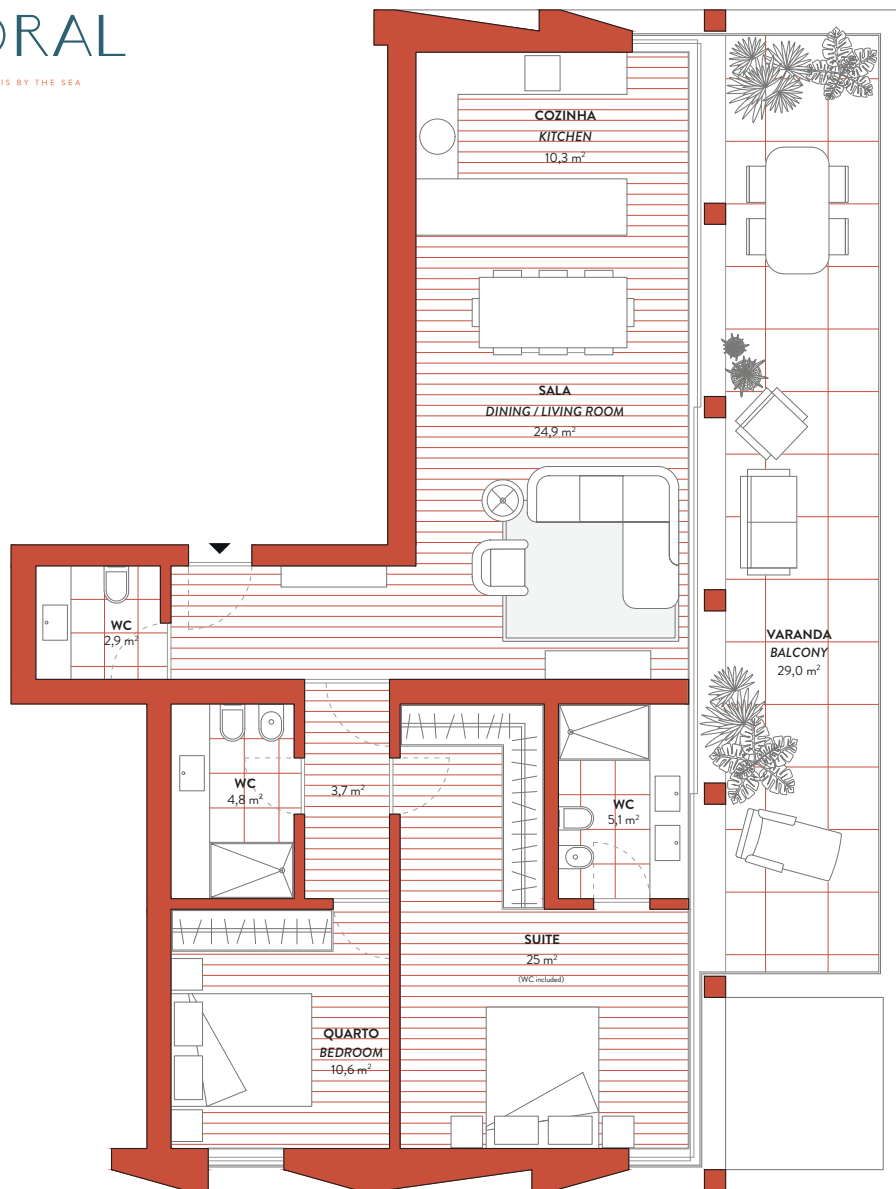 ORAL
IS BY THE SEA
COZINHA
KITCHEN
10,3 m²
SALA
DINING / LIVING ROOM
24,9 m²
WC
2,9 m²
VARANDA
BALCONY
29,0 m²
WC
4,8 m²
3,7 m²
WC
5,1 m²
SUITE
25 m²
(WC included)
QUARTO
BEDROOM
10,6 m²